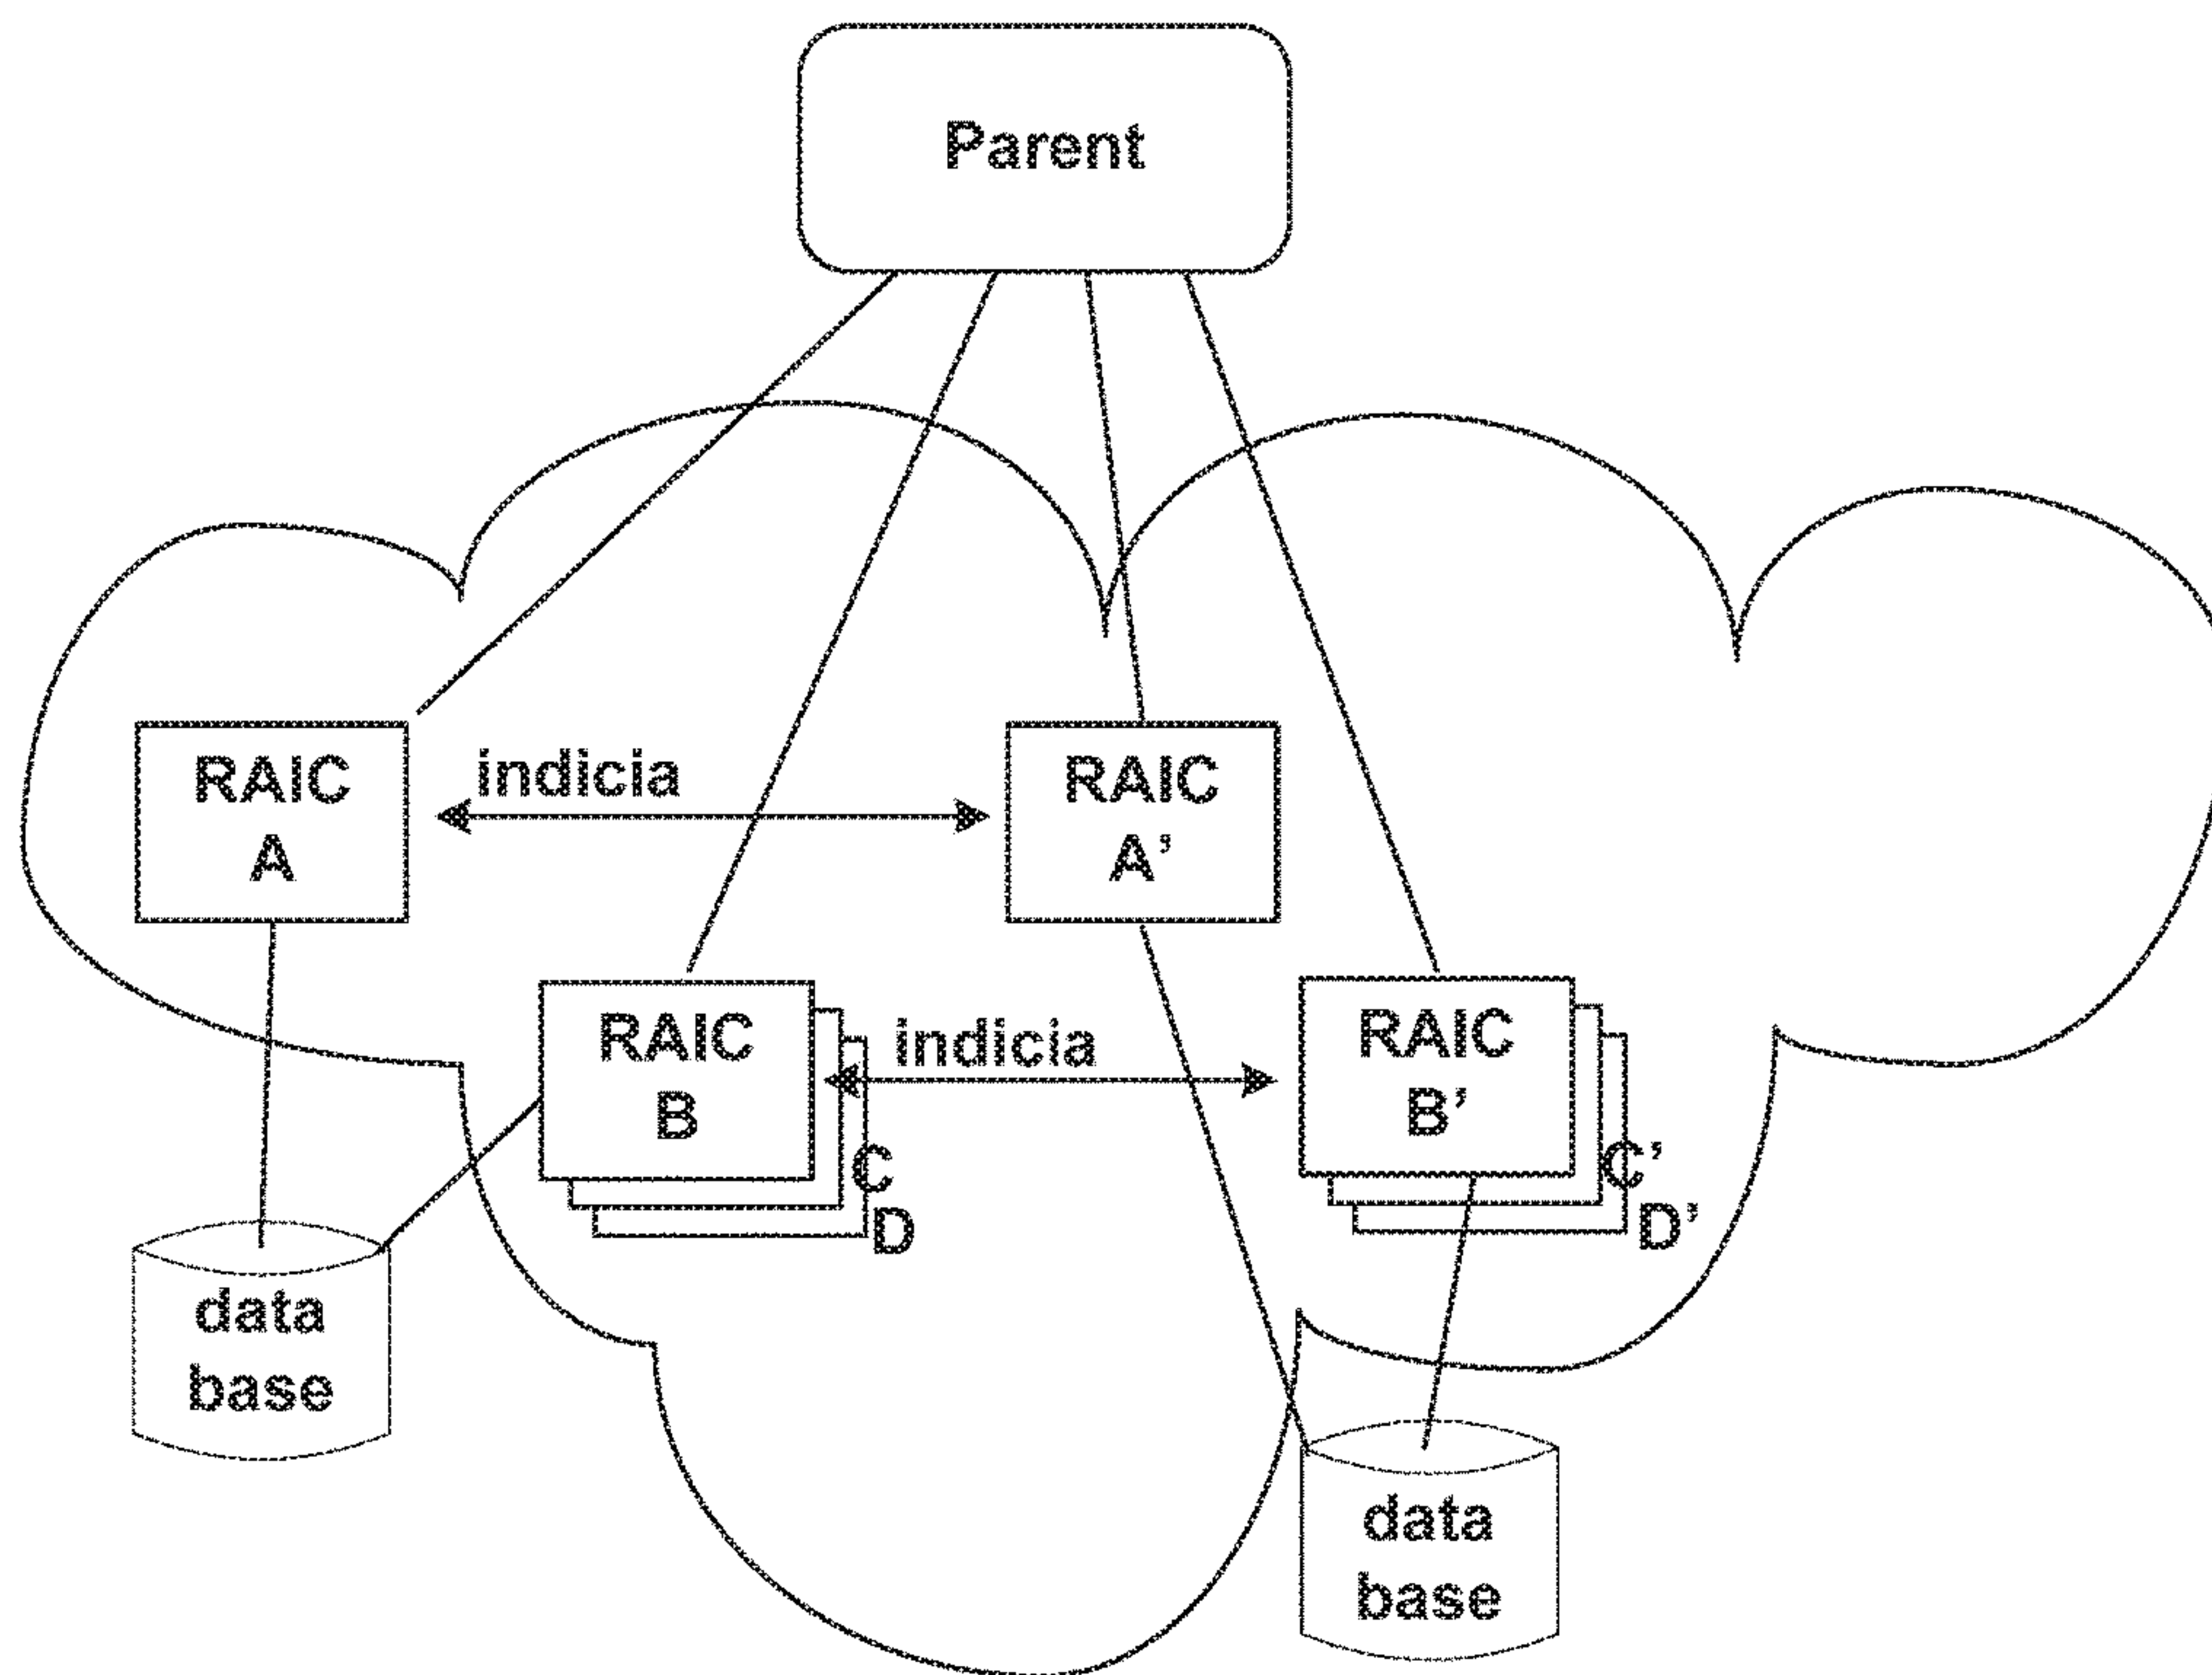 Parent
RAIC
A
indicia
RAIC
A’
RAIC
B
C
D
indicia
RAIC
B’
C’
D’
data
base
data
base